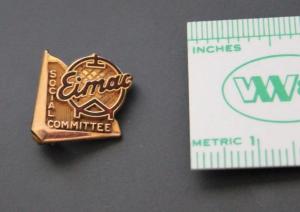 Eimac
SOCIAL
COMMITTEE
INCHES
METRIC 1